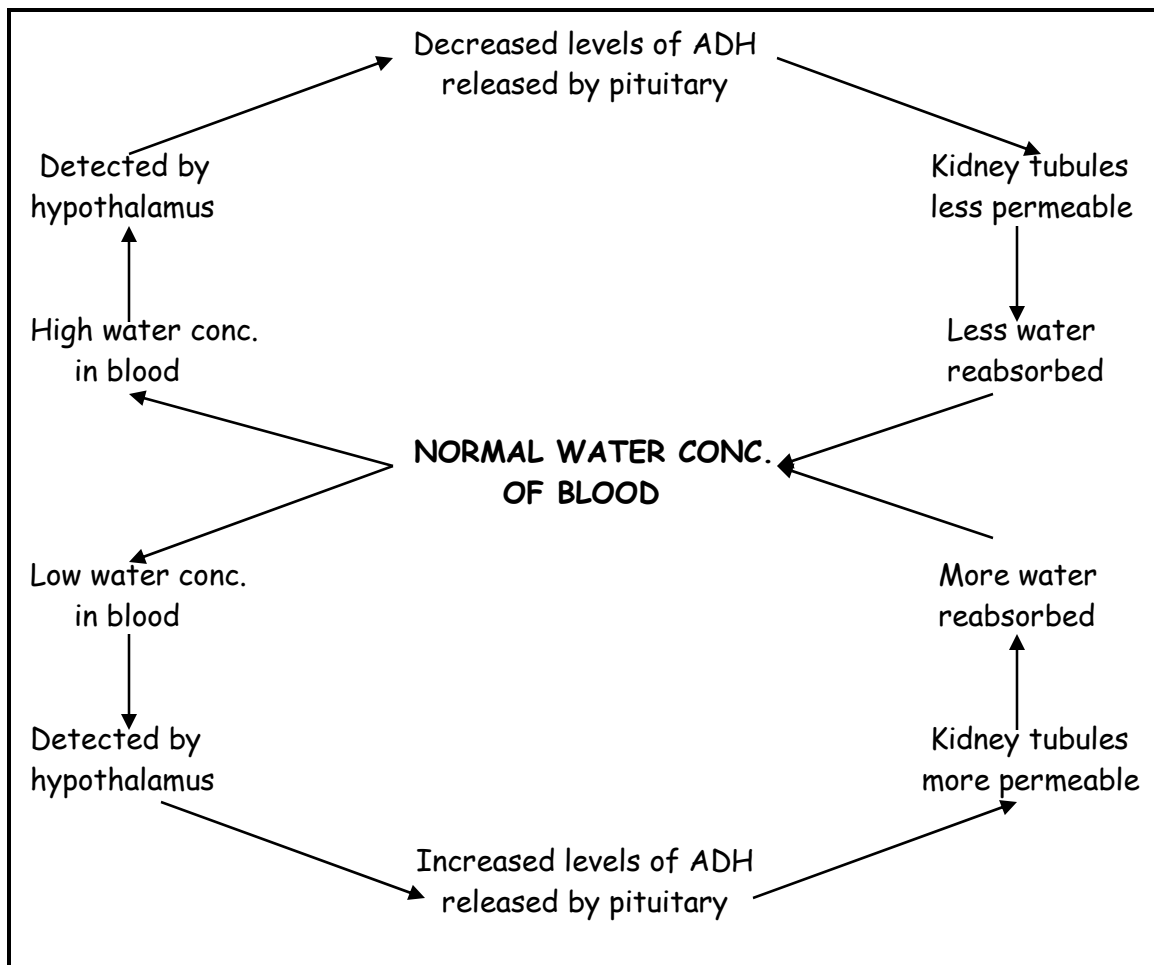 Decreased levels of ADH
released by pituitary
Detected by
hypothalamus
Kidney tubules
less permeable
High water conc.
in blood
Less water
reabsorbed
NORMAL WATER CONC.
OF BLOOD
Low water conc.
in blood
More water
reabsorbed
Detected by
hypothalamus
Kidney tubules
more permeable
Increased levels of ADH
released by pituitary